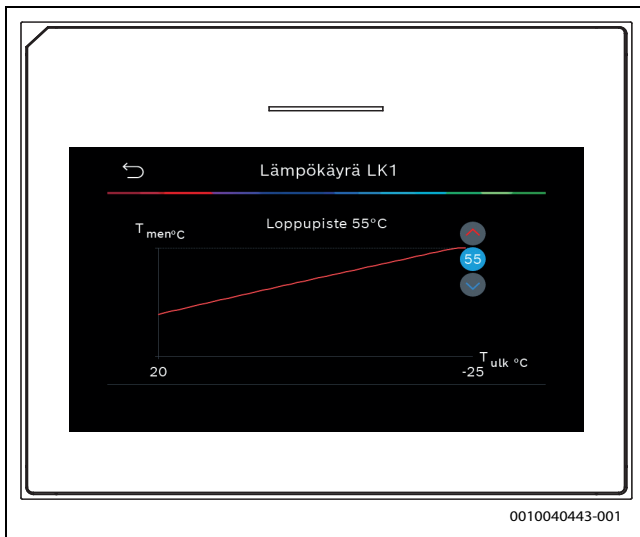 Lämpökäyrä LK1
Loppupiste 55°C
T men°C
55
20
-25
T ulk °C
0010040443-001